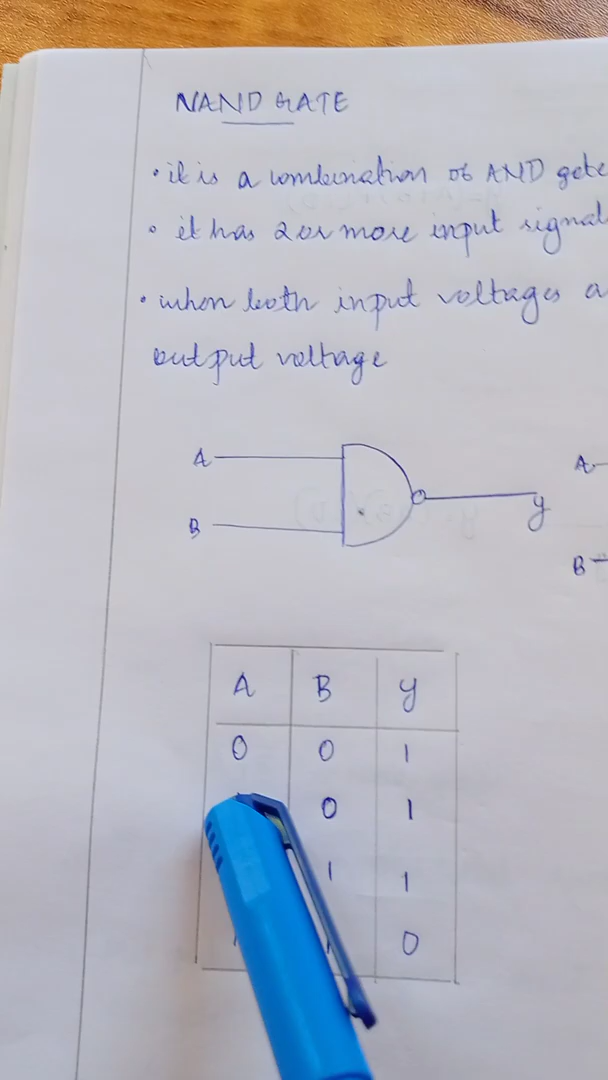 NAND GATE
• it is a combination of AND gate
• it has 2 or more input signal
• when both input voltages a
output voltage
A
B
y
A
B
A B y
0 0 1
0 1
1 1
0